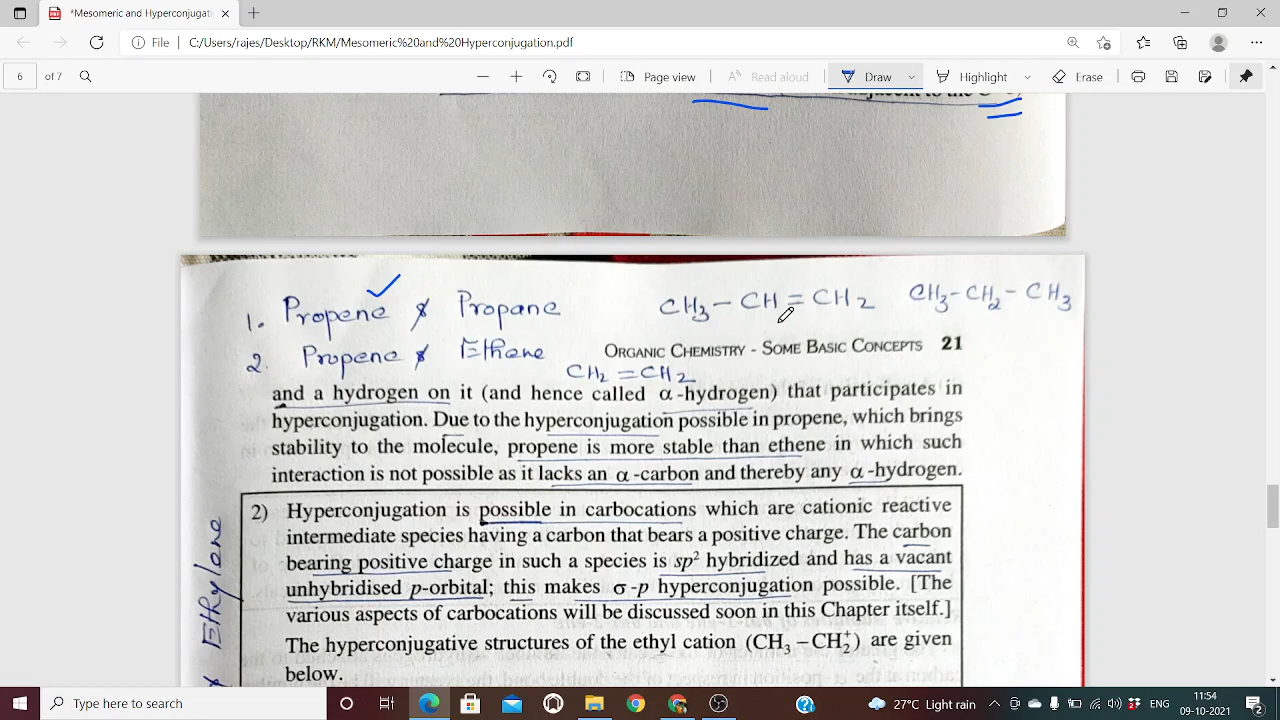 *Mesomeric and Hyperconjugat
File
C:/Users/rajes/Desktop/RKM/Mesomeric%20and%20Hyperconjugation.pdf
6 of 7
Page view
Read aloud
Draw
Highlight
Erase
1. Propene & Propane CH3 – CH = CH2 CH3 – CH2 – CH3
2. Propene & Ethene CH2 = CH2
ORGANIC CHEMISTRY - SOME BASIC CONCEPTS 21
and a hydrogen on it (and hence called α-hydrogen) that participates in
hyperconjugation. Due to the hyperconjugation possible in propene, which brings
stability to the molecule, propene is more stable than ethene in which such
interaction is not possible as it lacks an α-carbon and thereby any α-hydrogen.
2) Hyperconjugation is possible in carbocations which are cationic reactive
intermediate species having a carbon that bears a positive charge. The carbon
bearing positive charge in such a species is sp² hybridized and has a vacant
unhybridised p-orbital; this makes σ-p hyperconjugation possible. [The
various aspects of carbocations will be discussed soon in this Chapter itself.]
The hyperconjugative structures of the ethyl cation (CH₃–CH₂⁺) are given
below.
Ethylene
Type here to search
27°C Light rain
ENG
11:54
09-10-2021